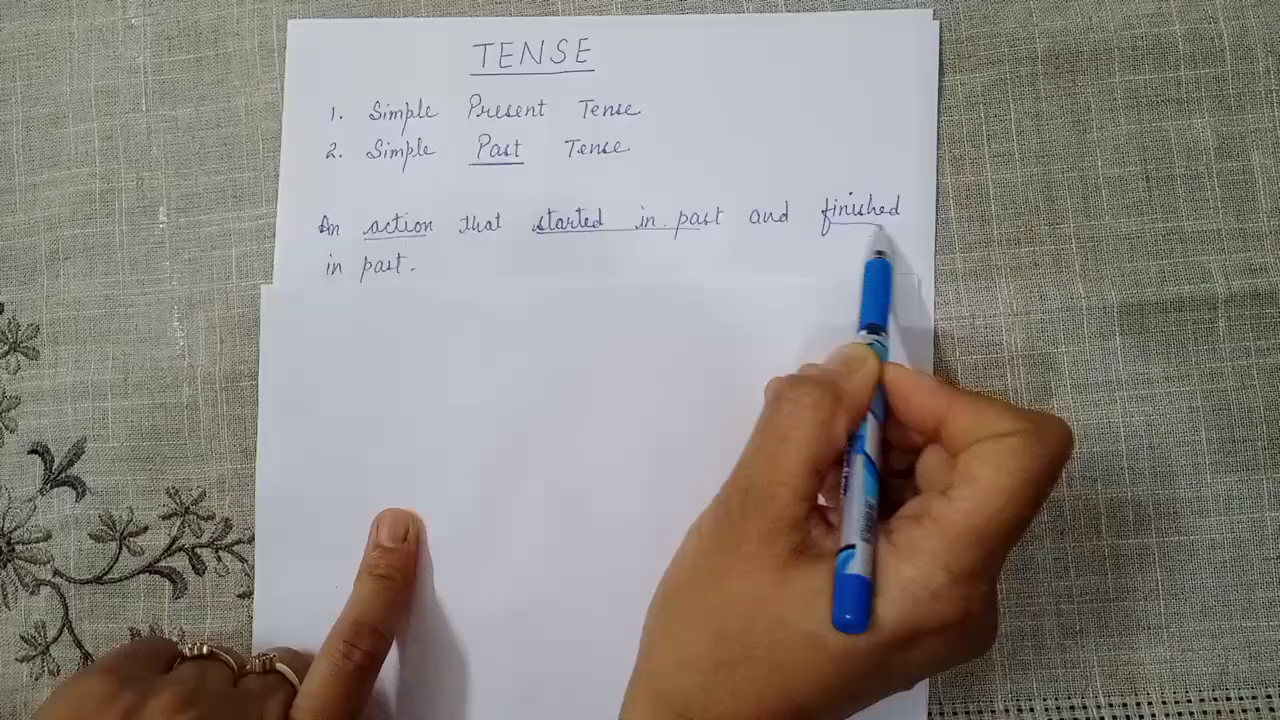 TENSE
1. Simple Present Tense
2. Simple Past Tense
An action that started in past and finished
in past.